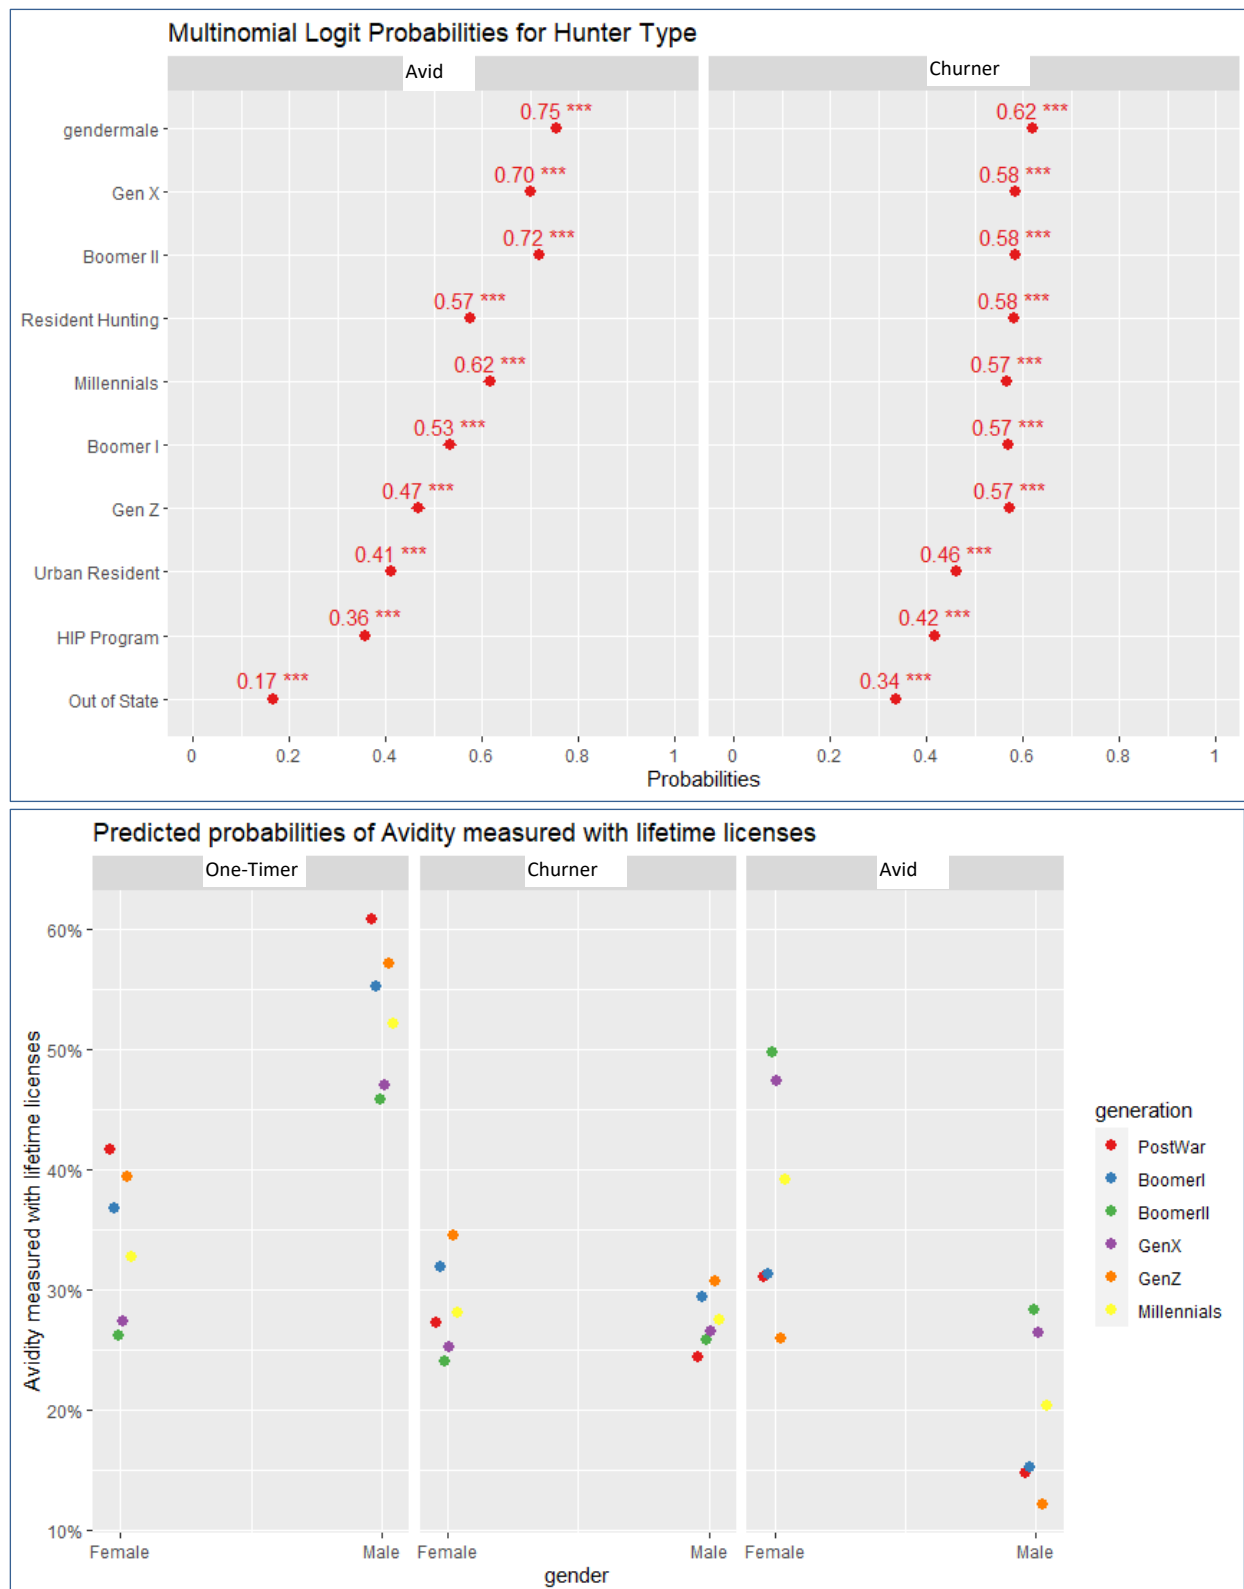 Multinomial Logit Probabilities for Hunter Type
Avid
Churner
gendermale
0.75 ***
0.62 ***
Gen X
0.70 ***
0.58 ***
Boomer II
0.72 ***
0.58 ***
Resident Hunting
0.57 ***
0.58 ***
Millennials
0.62 ***
0.57 ***
Boomer I
0.53 ***
0.57 ***
Gen Z
0.47 ***
0.57 ***
Urban Resident
0.41 ***
0.46 ***
HIP Program
0.36 ***
0.42 ***
Out of State
0.17 ***
0.34 ***
0 0.2 0.4 0.6 0.8 1
0 0.2 0.4 0.6 0.8 1
Probabilities
Predicted probabilities of Avidity measured with lifetime licenses
One-Timer
Churner
Avid
Avidity measured with lifetime licenses
60%
50%
40%
30%
20%
10%
Female Male
Female Male
Female Male
gender
generation
PostWar
BoomerI
BoomerII
GenX
GenZ
Millennials